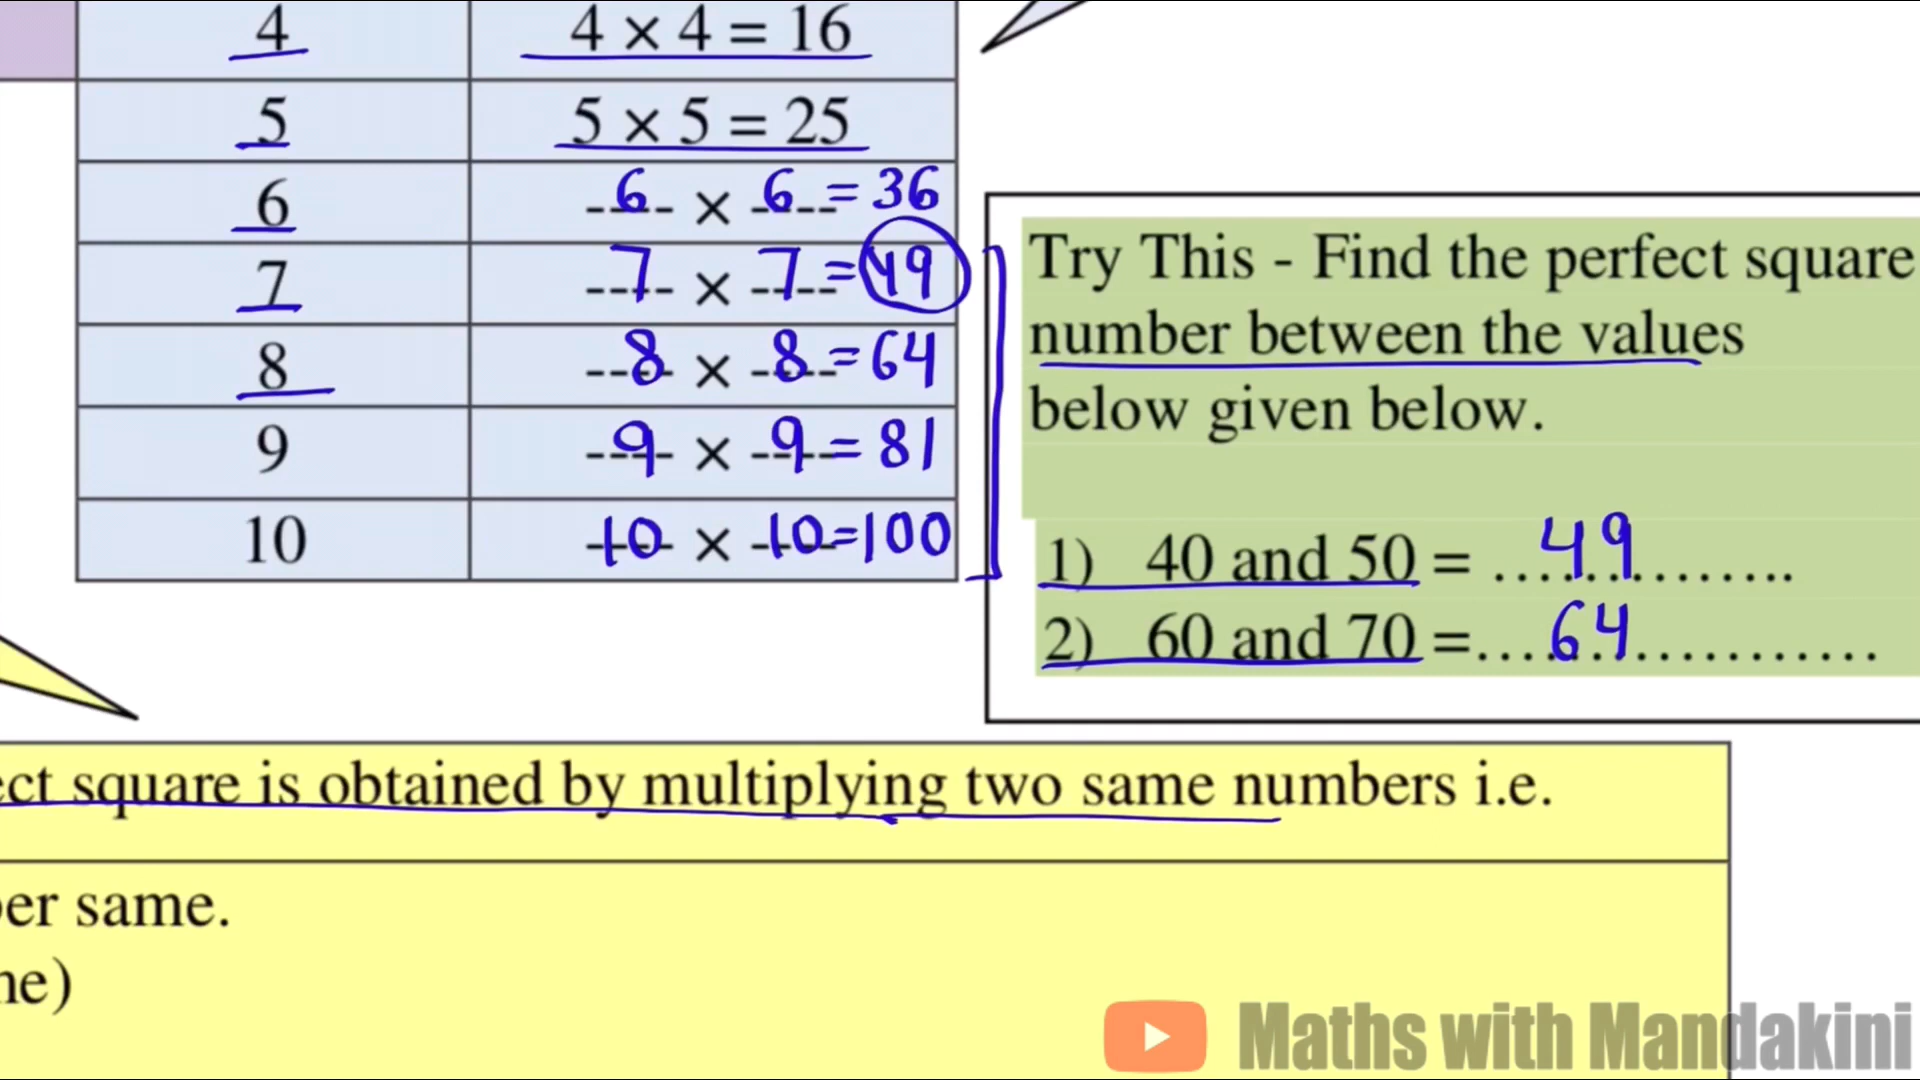 4 4 × 4 = 16
5 5 × 5 = 25
6 6 × 6 = 36
7 7 × 7 = 49
8 8 × 8 = 64
9 9 × 9 = 81
10 10 × 10 = 100
Try This - Find the perfect square
number between the values
below given below.
1) 40 and 50 = ....49..........
2) 60 and 70 =....64..............
square is obtained by multiplying two same numbers i.e.
same.
Maths with Mandakini